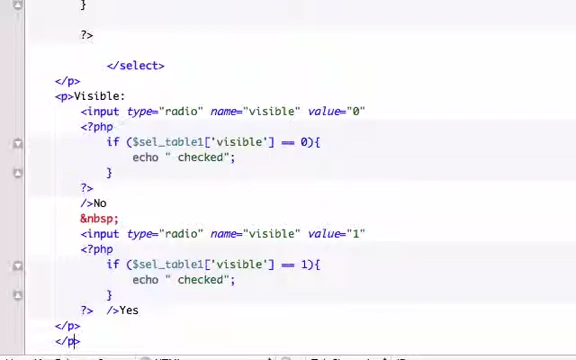 }
?>
</select>
</p>
<p>Visible:
<input type="radio" name="visible" value="0"
<?php
if ($sel_table1['visible'] == 0){
echo " checked";
}
?>
/>No
&nbsp;
<input type="radio" name="visible" value="1"
<?php
if ($sel_table1['visible'] == 1){
echo " checked";
}
?> />Yes
</p>
</p>